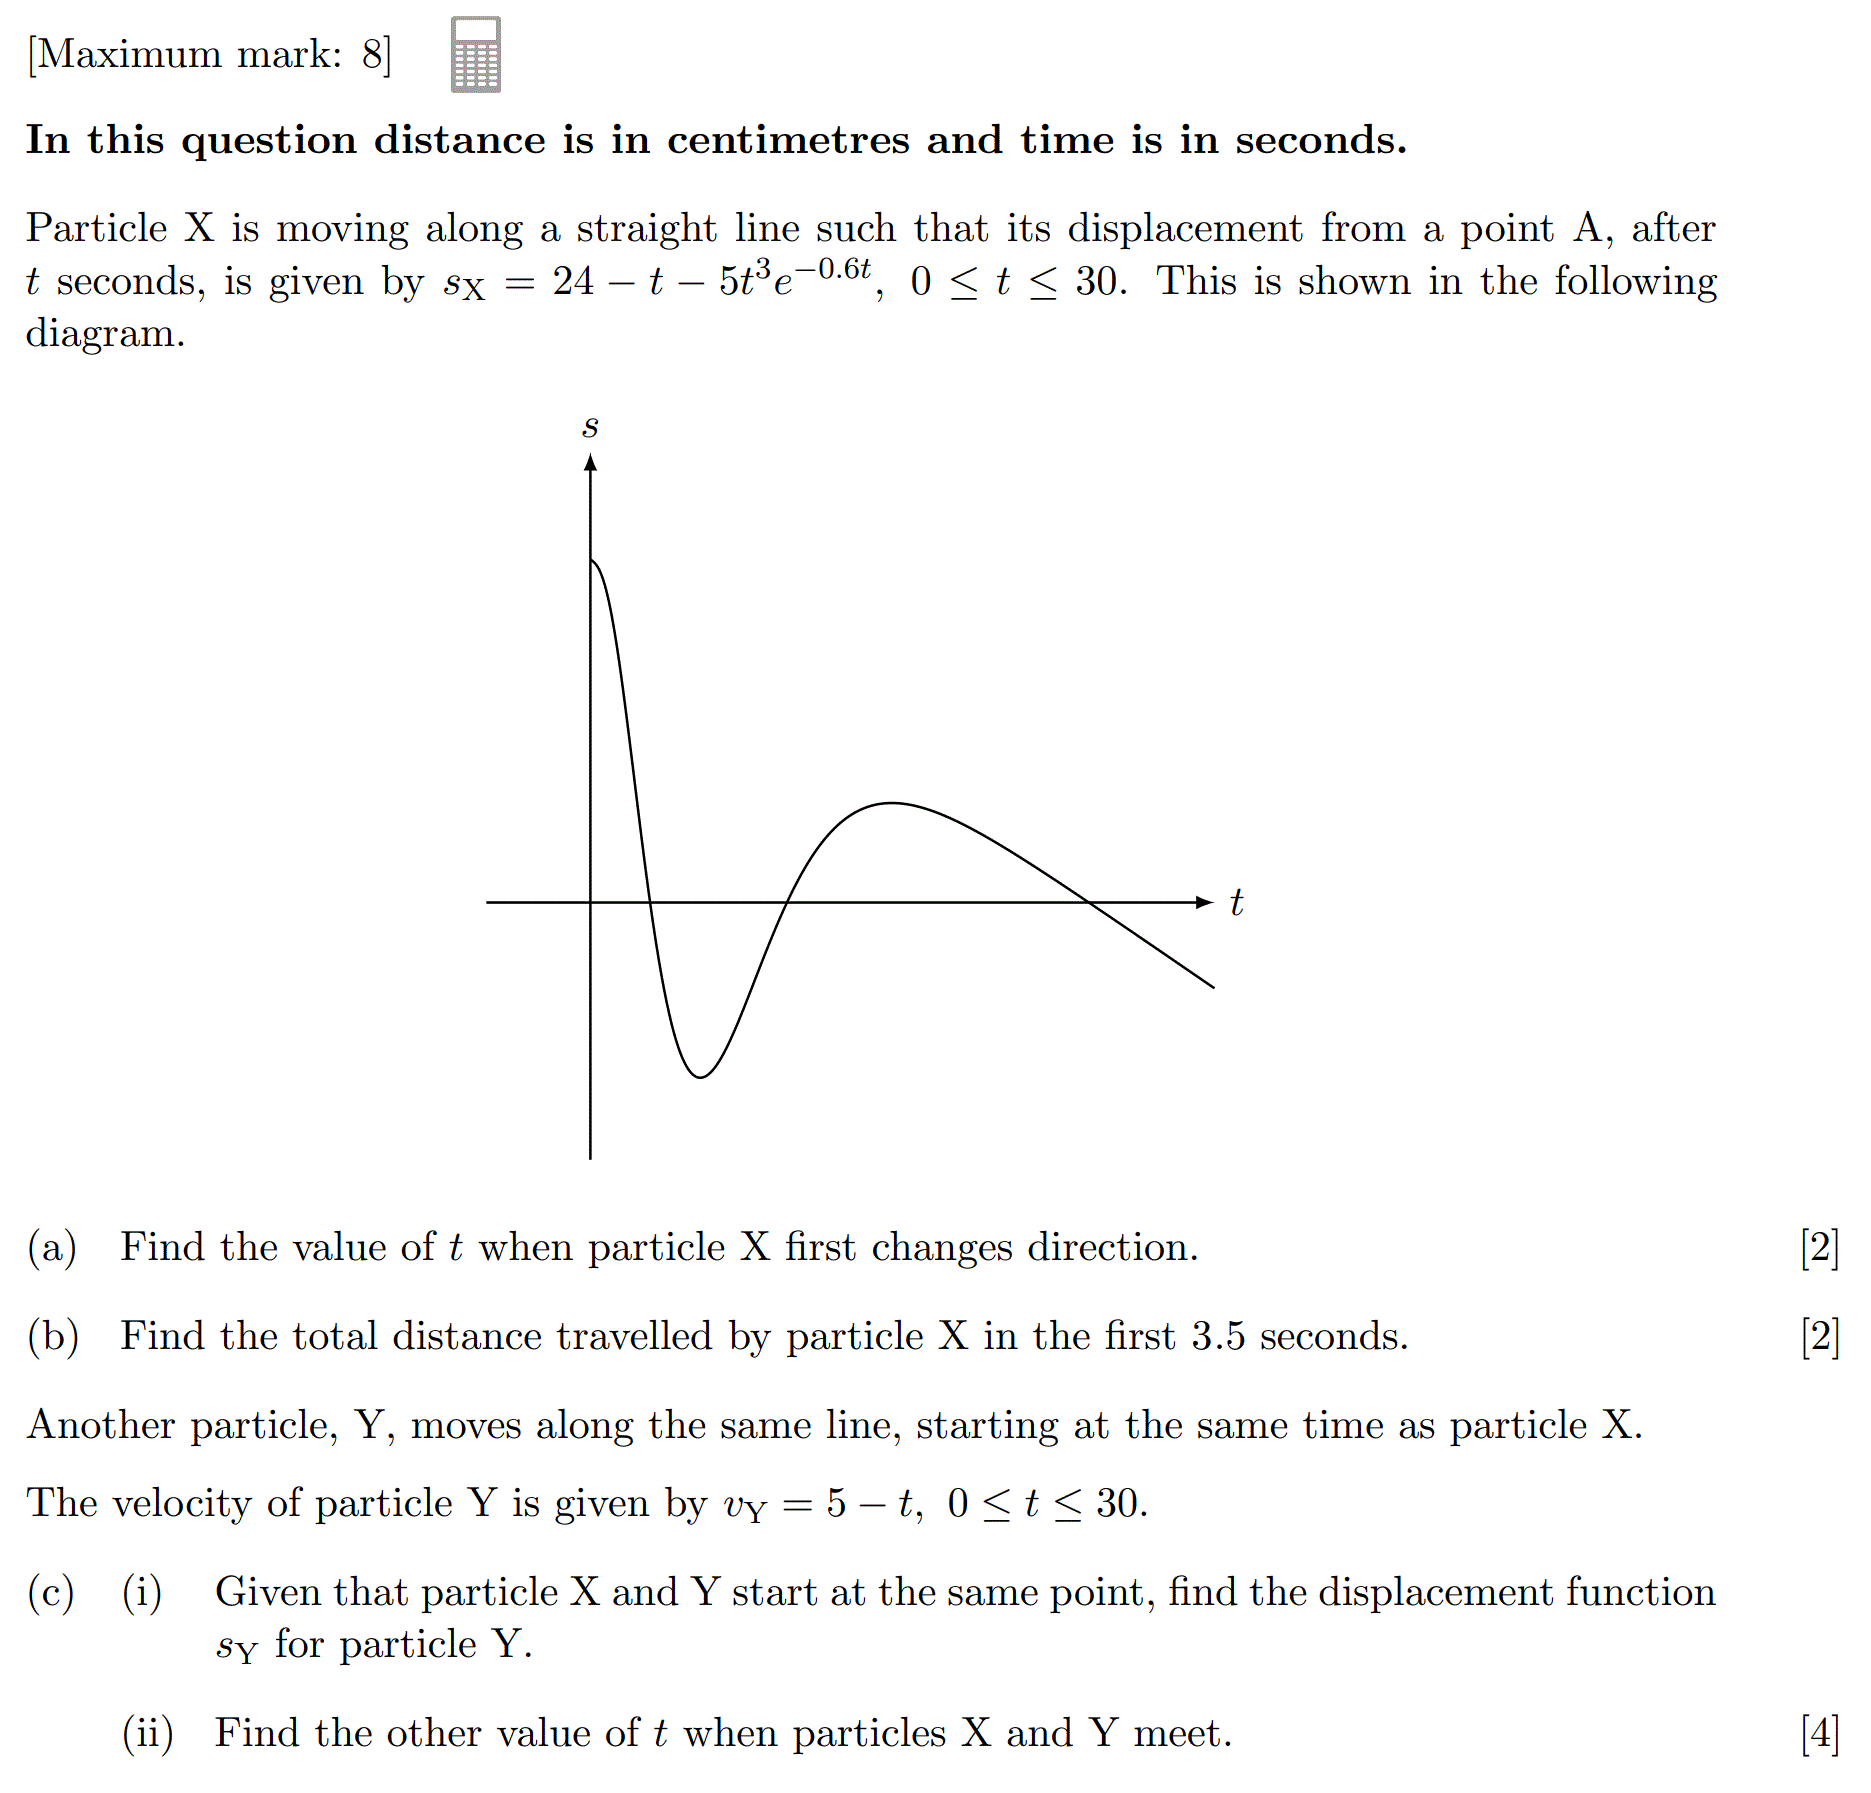 [Maximum mark: 8]
In this question distance is in centimetres and time is in seconds.
Particle X is moving along a straight line such that its displacement from a point A, after
t seconds, is given by s_X = 24 − t − 5t³e^{−0.6t}, 0 ≤ t ≤ 30. This is shown in the following
diagram.
s
t
(a) Find the value of t when particle X first changes direction. [2]
(b) Find the total distance travelled by particle X in the first 3.5 seconds. [2]
Another particle, Y, moves along the same line, starting at the same time as particle X.
The velocity of particle Y is given by v_Y = 5 − t, 0 ≤ t ≤ 30.
(c) (i) Given that particle X and Y start at the same point, find the displacement function
s_Y for particle Y.
(ii) Find the other value of t when particles X and Y meet. [4]